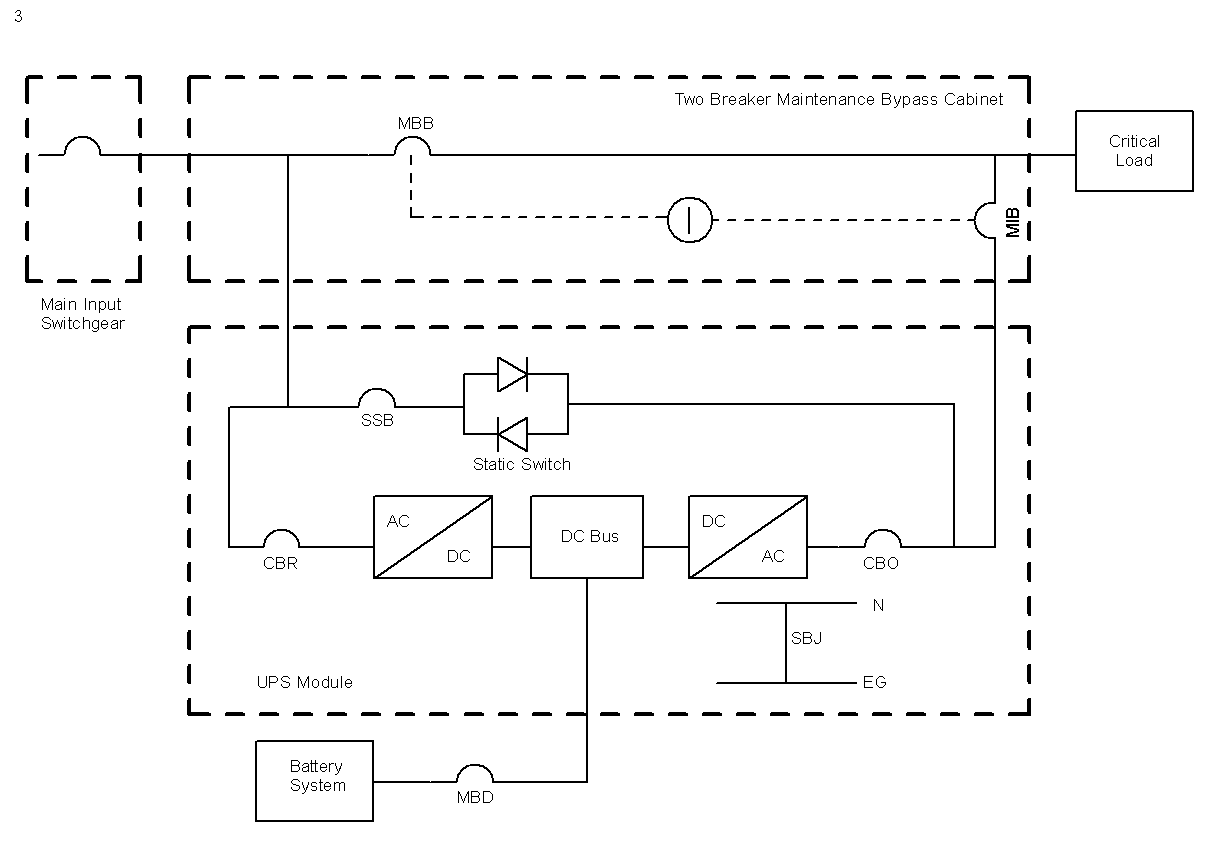 3
Two Breaker Maintenance Bypass Cabinet
MBB
Critical
Load
MIB
Main Input
Switchgear
SSB
Static Switch
AC
DC
DC Bus
DC
AC
CBR
CBO
N
SBJ
EG
UPS Module
Battery
System
MBD